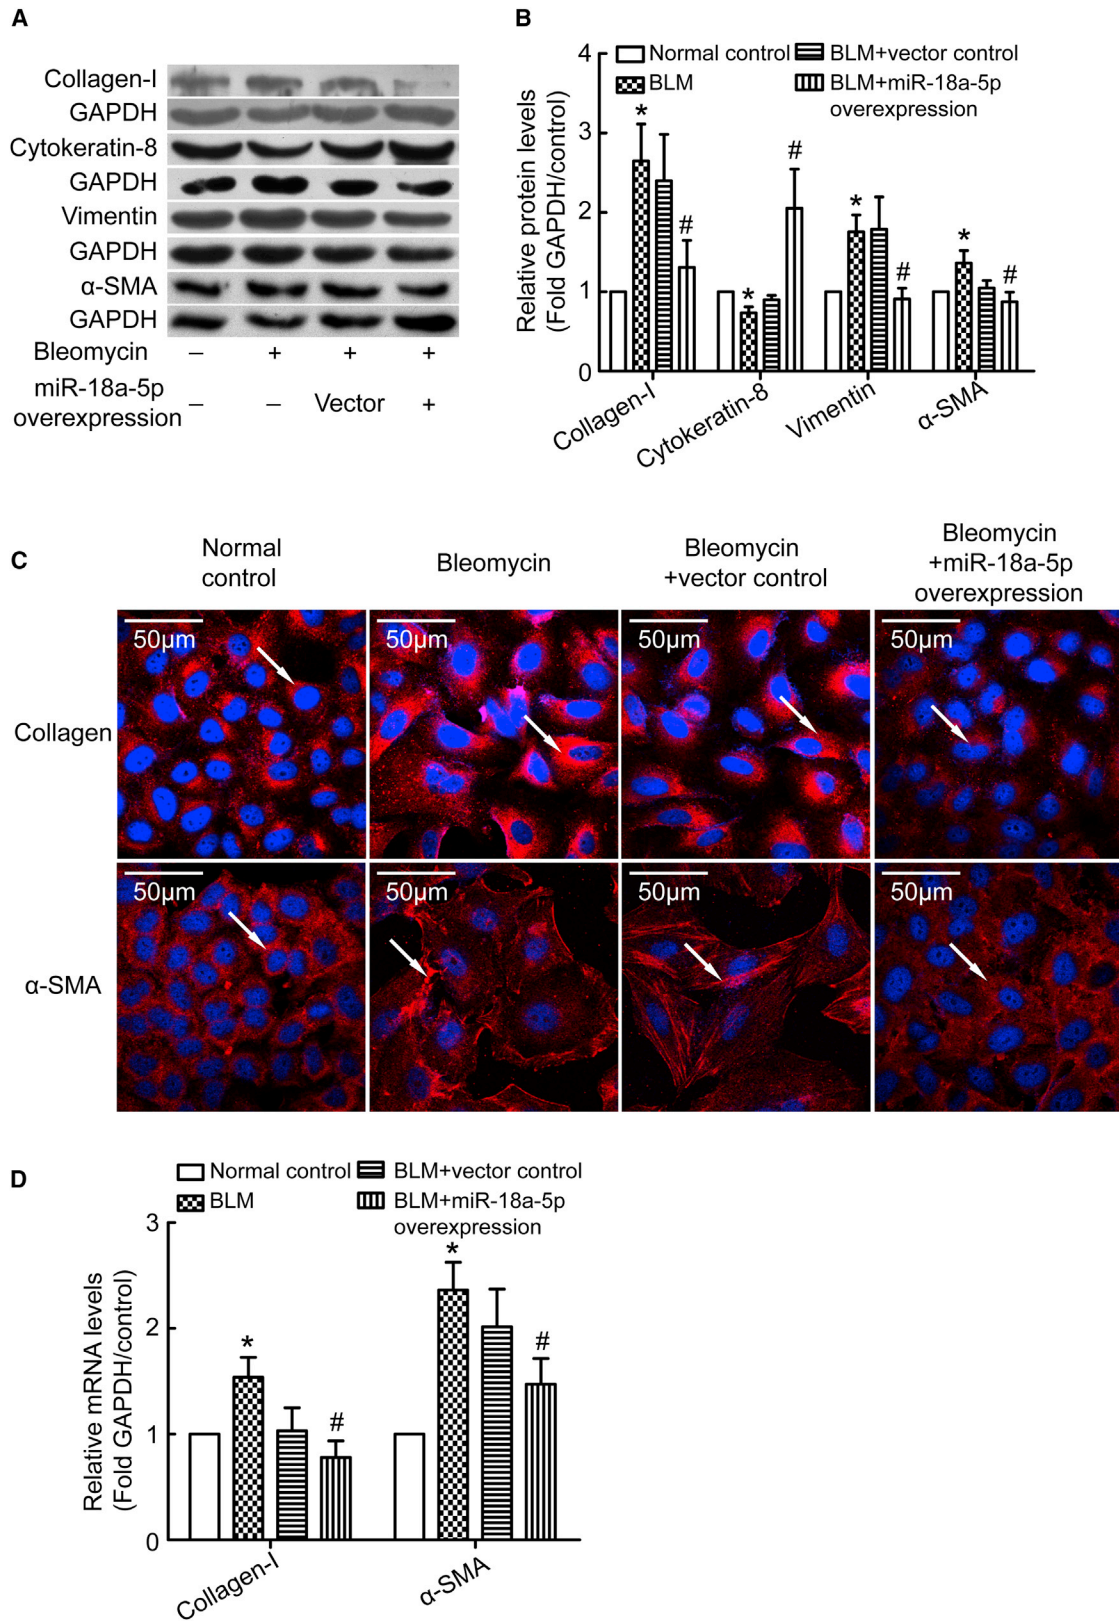 A
Collagen-I
GAPDH
Cytokeratin-8
GAPDH
Vimentin
GAPDH
α-SMA
GAPDH
Bleomycin – + + +
miR-18a-5p
overexpression – – Vector +
B
Normal control
BLM
BLM+vector control
BLM+miR-18a-5p
overexpression
Relative protein levels
(Fold GAPDH/control)
4
3
2
1
0
* # * # * # * #
Collagen-I
Cytokeratin-8
Vimentin
α-SMA
C
Normal
control
Bleomycin
Bleomycin
+vector control
Bleomycin
+miR-18a-5p
overexpression
Collagen
50µm
50µm
50µm
50µm
α-SMA
50µm
50µm
50µm
50µm
D
Normal control
BLM
BLM+vector control
BLM+miR-18a-5p
overexpression
Relative mRNA levels
(Fold GAPDH/control)
3
2
1
0
* # * #
Collagen-I
α-SMA